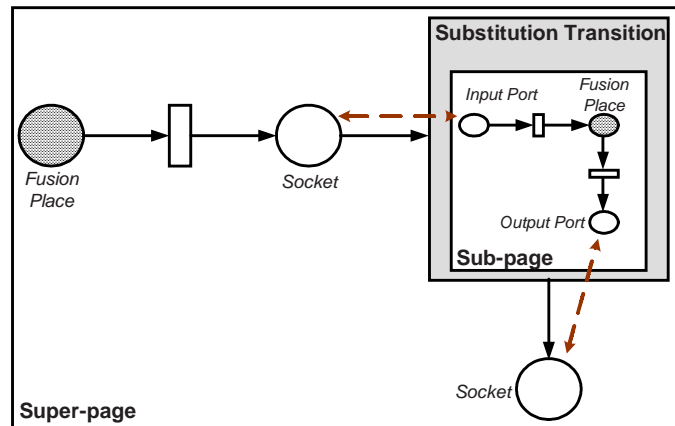 Substitution Transition
Input Port
Fusion
Place
Fusion
Place
Socket
Output Port
Sub-page
Socket
Super-page